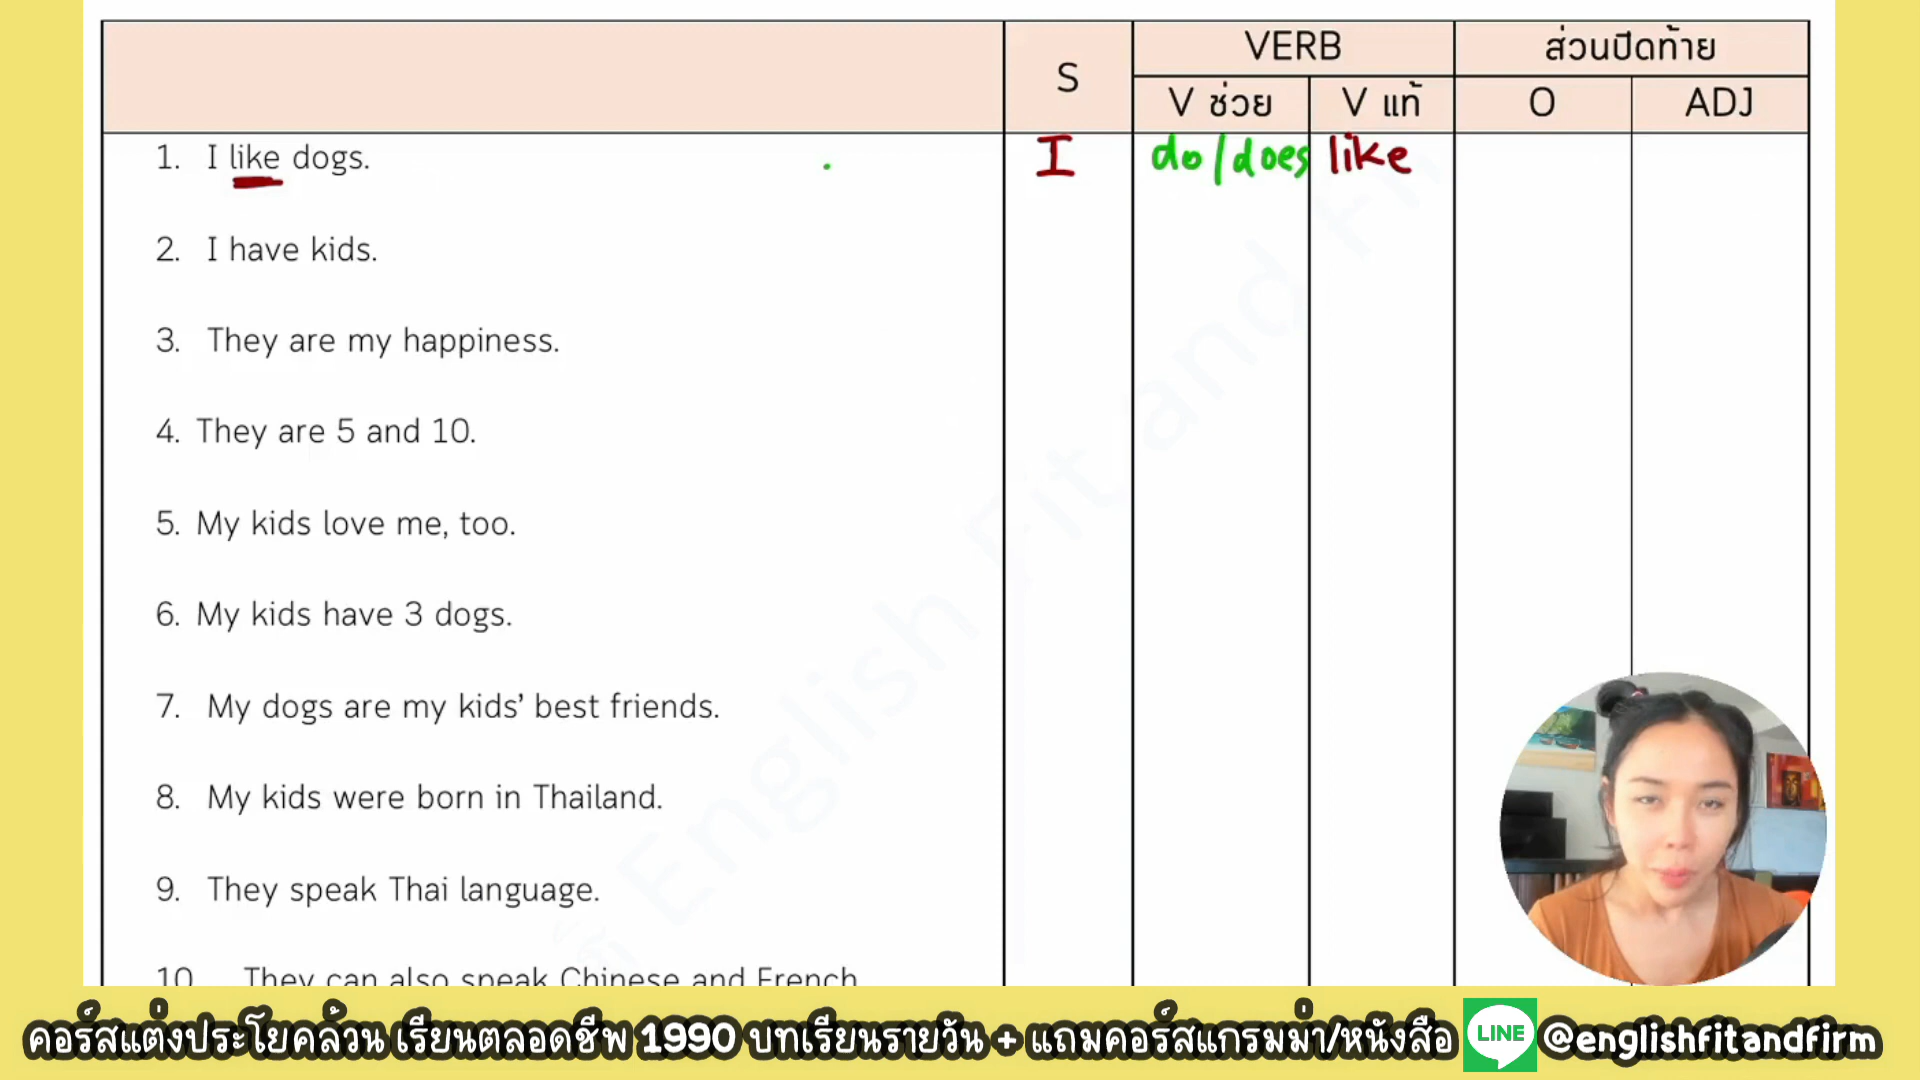 S
VERB
ส่วนปิดท้าย
V ช่วย
V แท้
O
ADJ
1. I like dogs.
I
do/does
like
2. I have kids.
3. They are my happiness.
4. They are 5 and 10.
5. My kids love me, too.
6. My kids have 3 dogs.
7. My dogs are my kids' best friends.
8. My kids were born in Thailand.
9. They speak Thai language.
10 They can also speak Chinese and French
English Fit and Fi
คอร์สแต่งประโยคล้วน เรียนตลอดชีพ 1990 บทเรียนรายวัน + แถมคอร์สแกรมม่า/หนังสือ LINE @englishfitandfirm